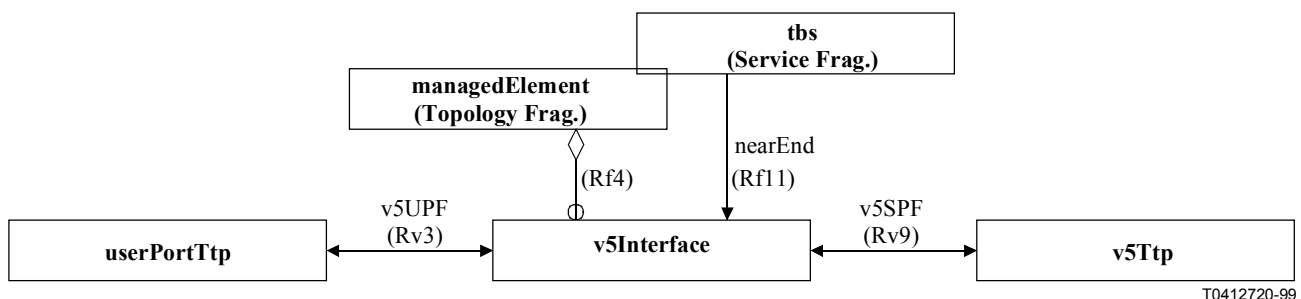 tbs
(Service Frag.)
managedElement
(Topology Frag.)
nearEnd
(Rf4)
(Rf11)
v5UPF
(Rv3)
v5SPF
(Rv9)
userPortTtp
v5Interface
v5Ttp
T0412720-99